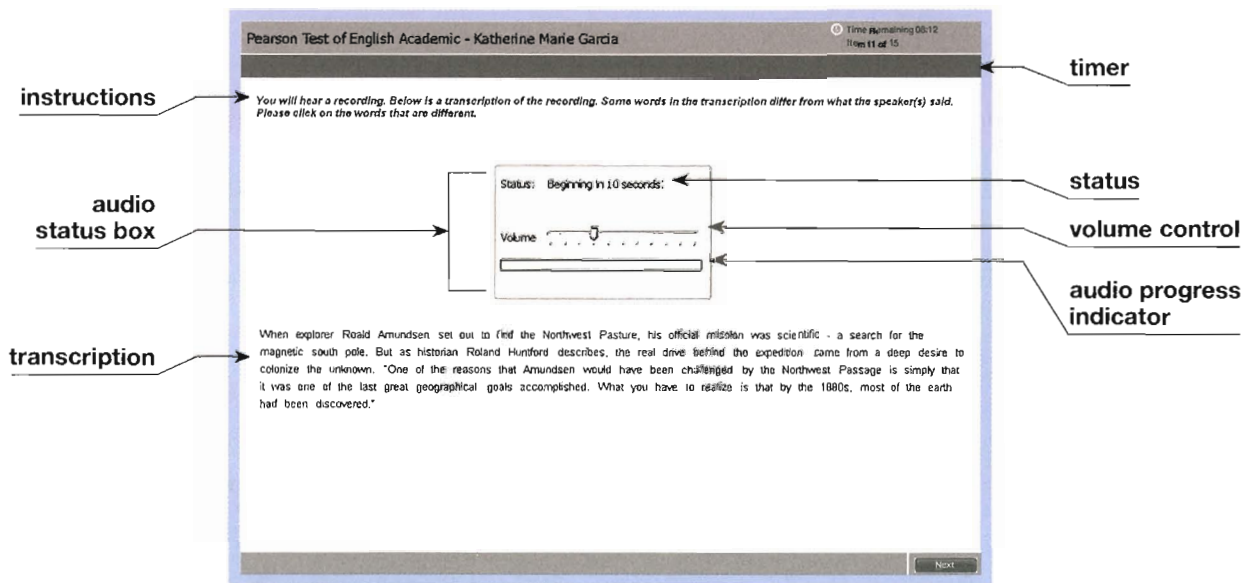 Pearson Test of English Academic - Katherine Marie Garcia
Time Remaining 08:12
Item 11 of 15
timer
instructions
You will hear a recording. Below is a transcription of the recording. Some words in the transcription differ from what the speaker(s) said.
Please click on the words that are different.
audio
status box
Status: Beginning in 10 seconds.
status
Volume
volume control
audio progress
indicator
transcription
When explorer Roald Amundsen set out to find the Northwest Pasture, his official mission was scientific - a search for the
magnetic south pole. But as historian Roland Huntford describes, the real drive behind the expedition came from a deep desire to
colonize the unknown. "One of the reasons that Amundsen would have been challenged by the Northwest Passage is simply that
it was one of the last great geographical goals accomplished. What you have to realize is that by the 1880s, most of the earth
had been discovered."
Next